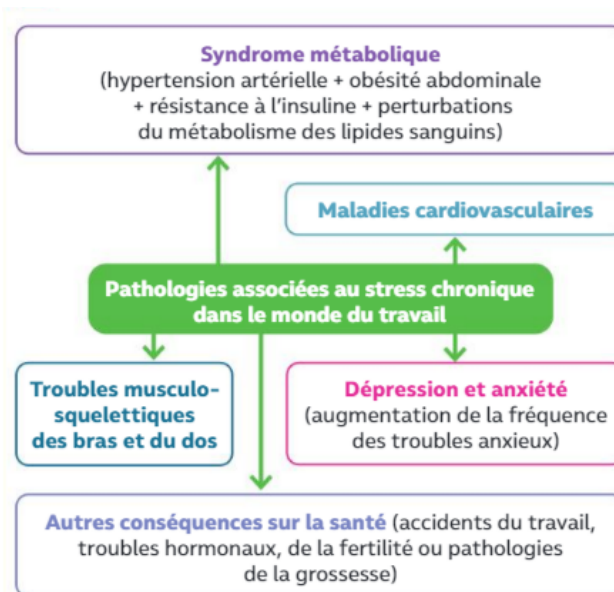 Syndrome métabolique
(hypertension artérielle + obésité abdominale
+ résistance à l'insuline + perturbations
du métabolisme des lipides sanguins)
Maladies cardiovasculaires
Pathologies associées au stress chronique
dans le monde du travail
Troubles musculo-
squelettiques
des bras et du dos
Dépression et anxiété
(augmentation de la fréquence
des troubles anxieux)
Autres conséquences sur la santé (accidents du travail,
troubles hormonaux, de la fertilité ou pathologies
de la grossesse)